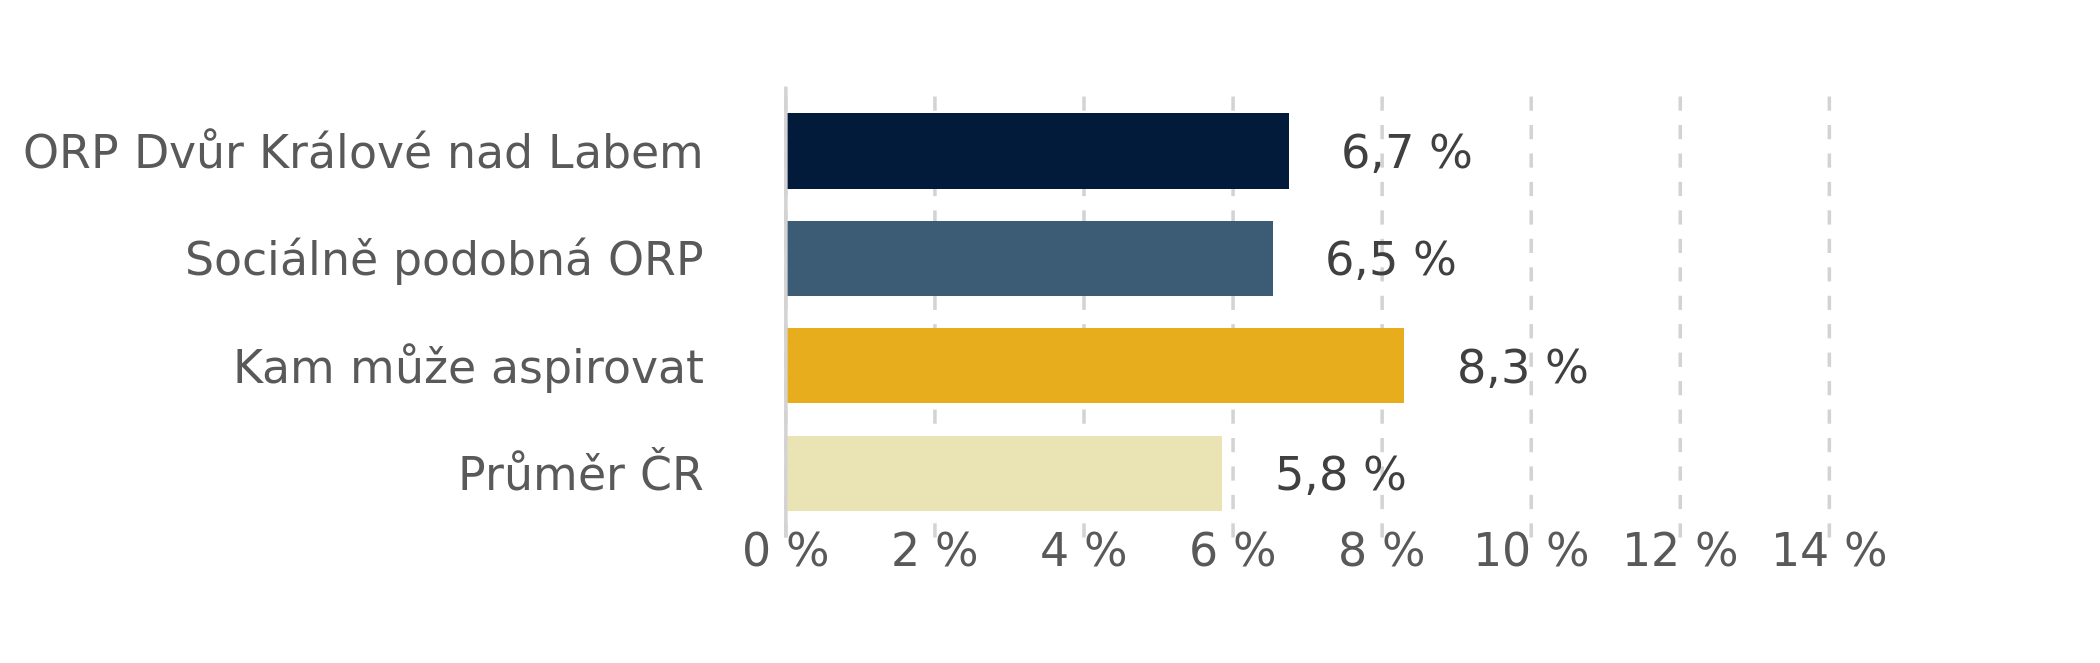 ORP Dvůr Králové nad Labem 6,7 %
Sociálně podobná ORP 6,5 %
Kam může aspirovat 8,3 %
Průměr ČR 5,8 %
0 % 2 % 4 % 6 % 8 % 10 % 12 % 14 %